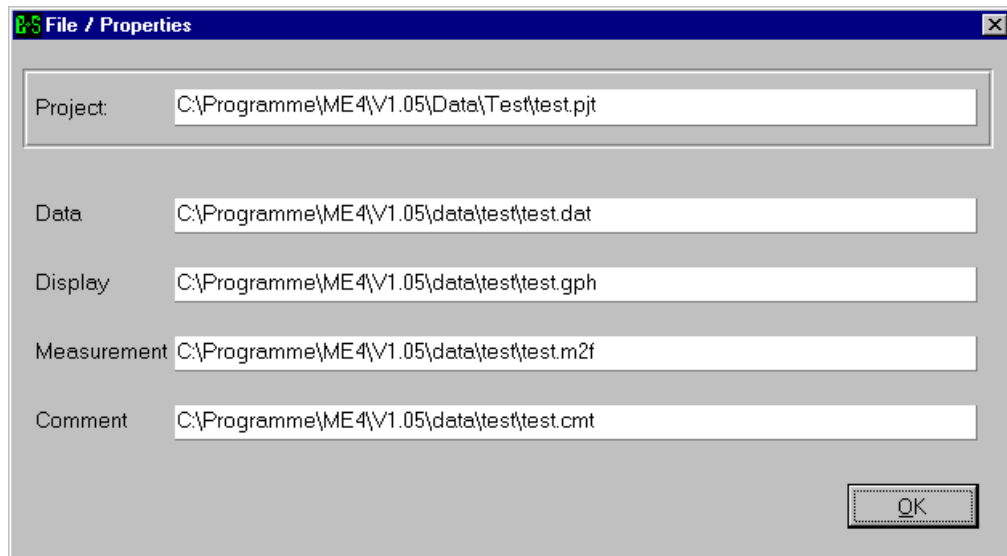 File / Properties
Project: C:\Programme\ME4\V1.05\Data\Test\test.pjt
Data C:\Programme\ME4\V1.05\data\test\test.dat
Display C:\Programme\ME4\V1.05\data\test\test.gph
Measurement C:\Programme\ME4\V1.05\data\test\test.m2f
Comment C:\Programme\ME4\V1.05\data\test\test.cmt
OK